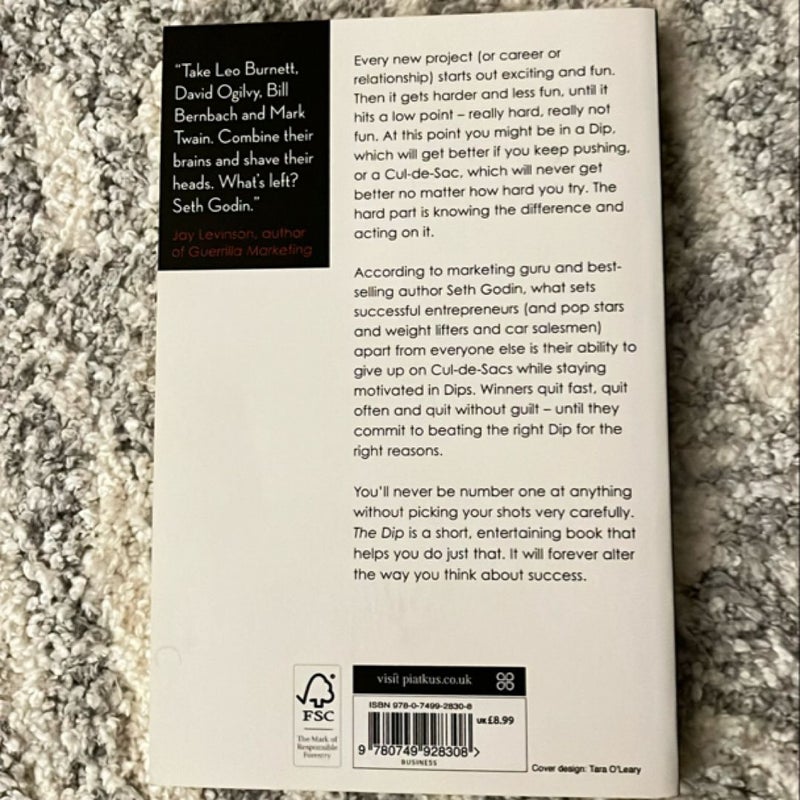 “Take Leo Burnett,
David Ogilvy, Bill
Bernbach and Mark
Twain. Combine their
brains and shave their
heads. What’s left?
Seth Godin.”
Jay Levinson, author
of Guerrilla Marketing
Every new project (or career or
relationship) starts out exciting and fun.
Then it gets harder and less fun, until it
hits a low point – really hard, really not
fun. At this point you might be in a Dip,
which will get better if you keep pushing,
or a Cul-de-Sac, which will never get
better no matter how hard you try. The
hard part is knowing the difference and
acting on it.
According to marketing guru and best-
selling author Seth Godin, what sets
successful entrepreneurs (and pop stars
and weight lifters and car salesmen)
apart from everyone else is their ability to
give up on Cul-de-Sacs while staying
motivated in Dips. Winners quit fast, quit
often and quit without guilt – until they
commit to beating the right Dip for the
right reasons.
You’ll never be number one at anything
without picking your shots very carefully.
The Dip is a short, entertaining book that
helps you do just that. It will forever alter
the way you think about success.
FSC
The Mark of
Responsible
Forestry
visit piatkus.co.uk
ISBN 978-0-7499-2830-8
UK £8.99
9 780749 928308 >
BUSINESS
Cover design: Tara O’Leary